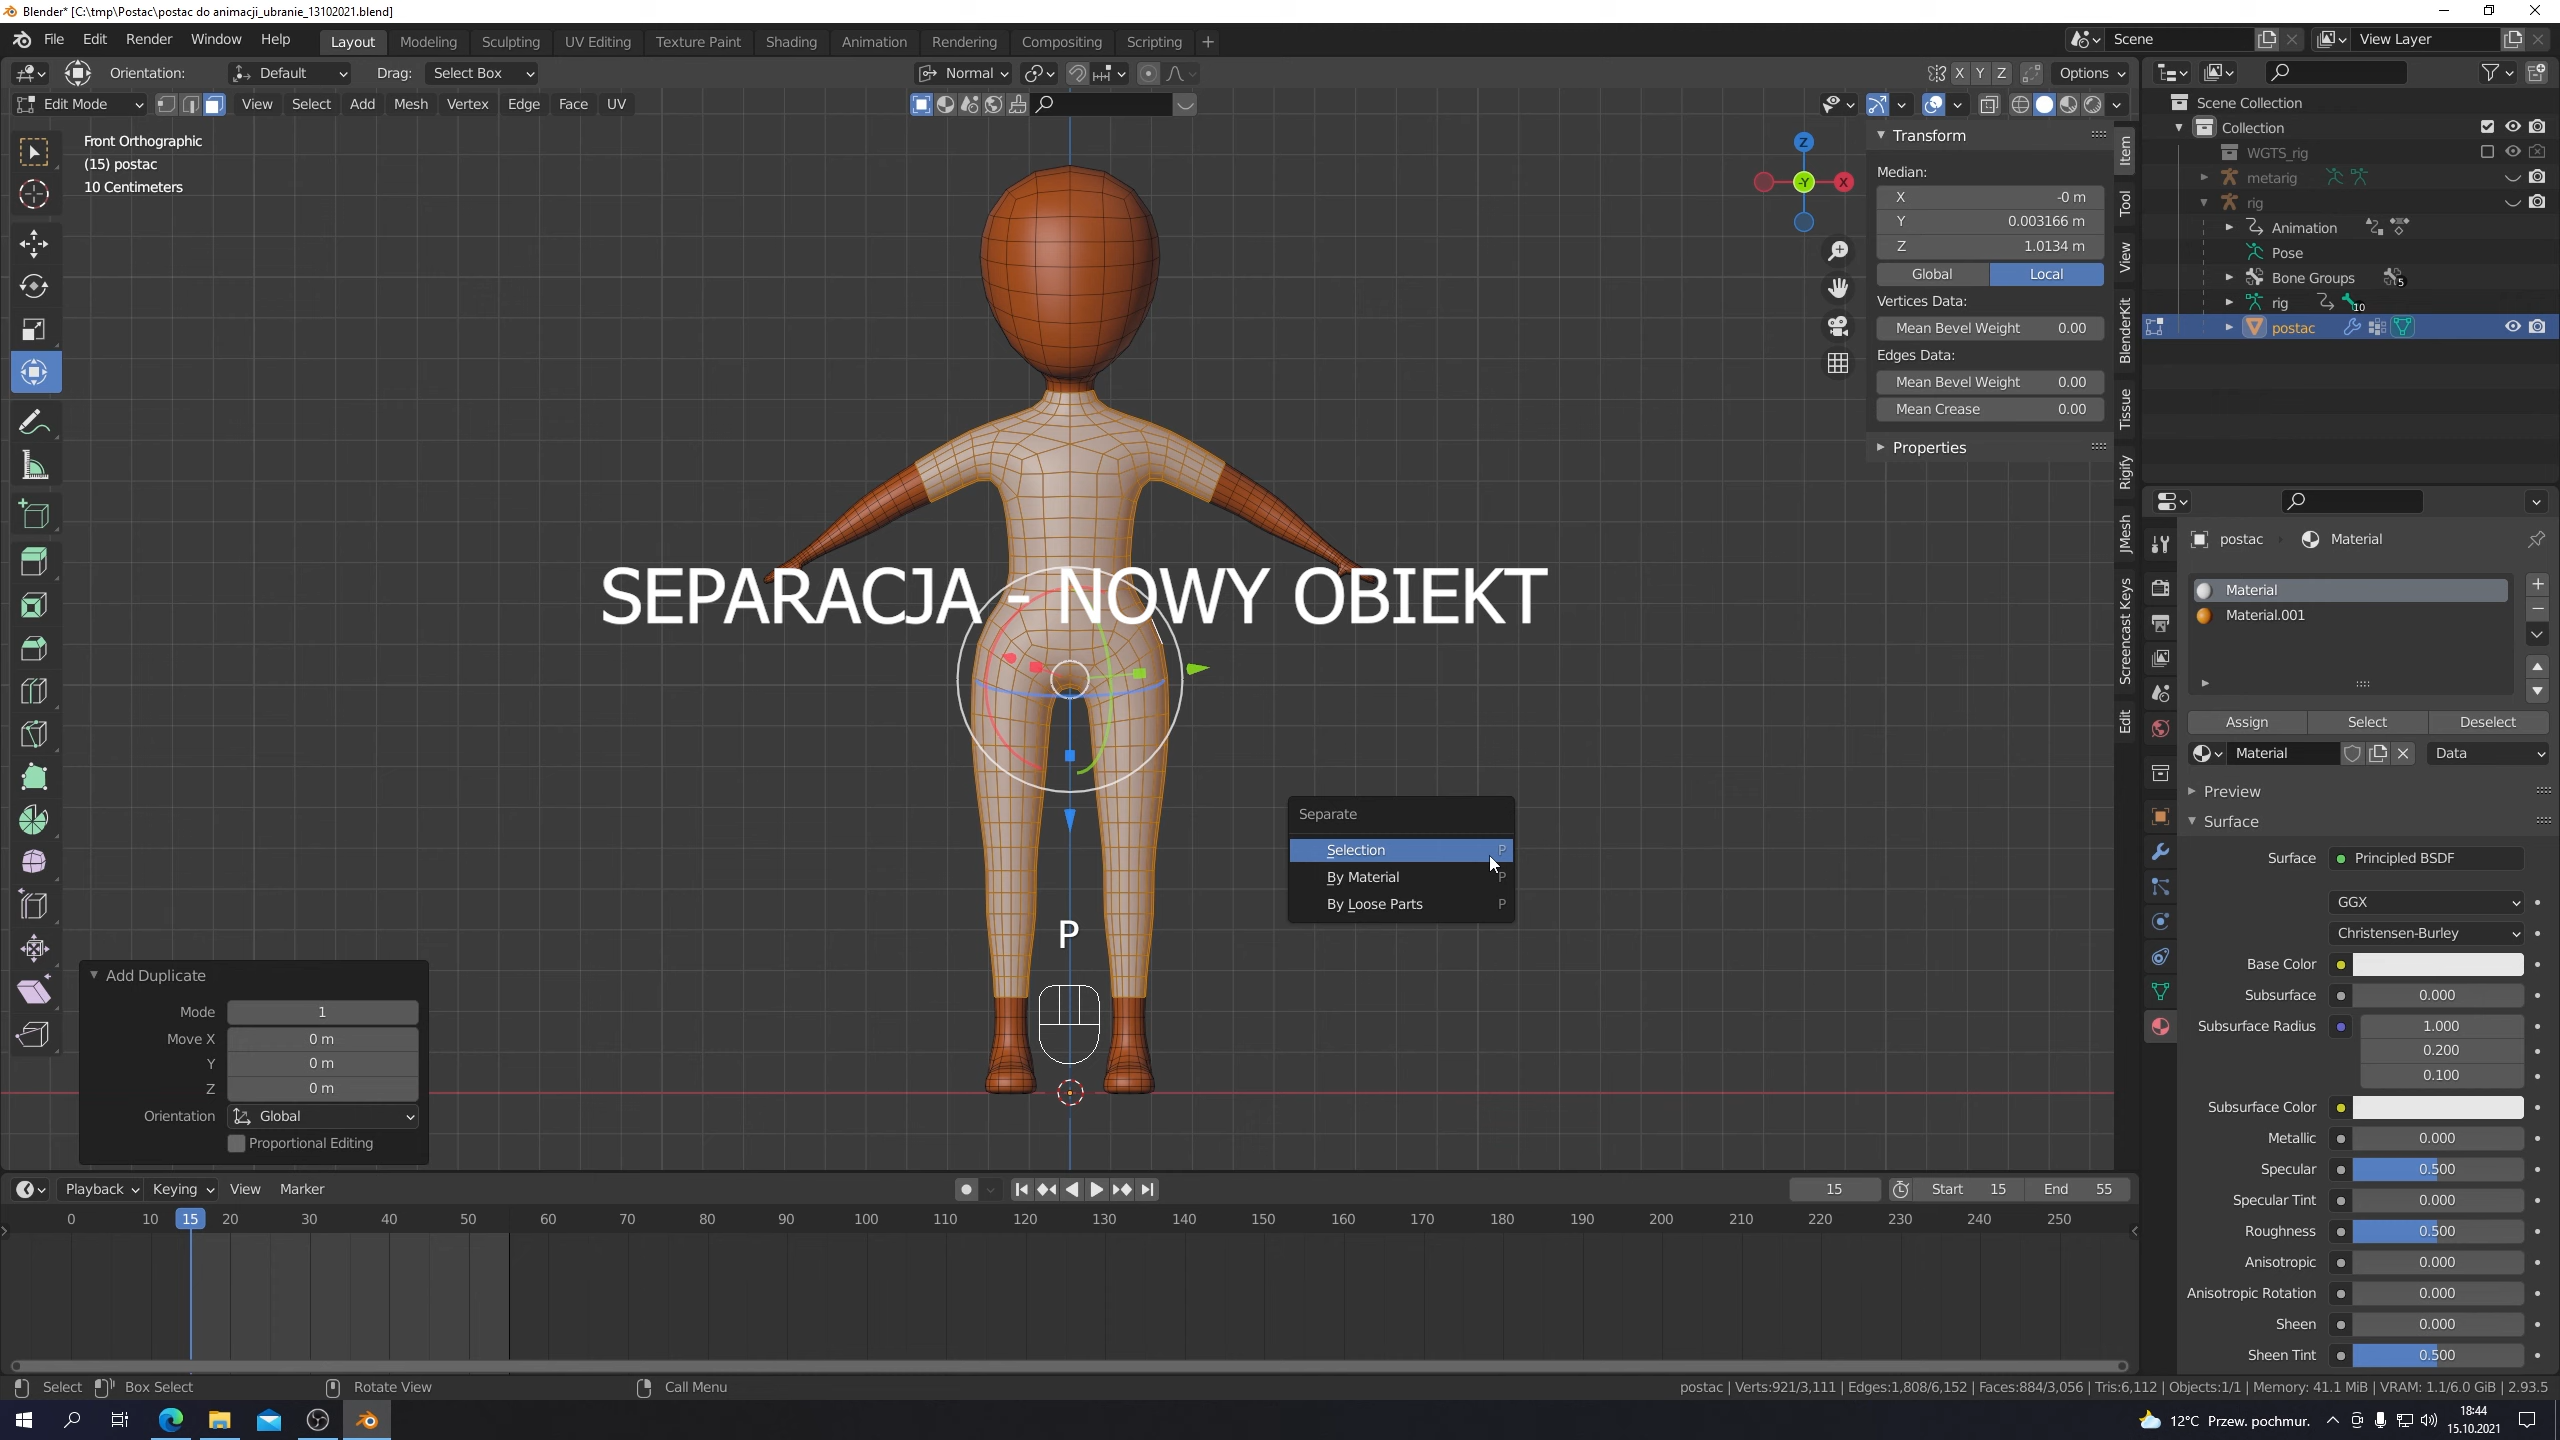 Blender* [C:\tmp\Postac\postac do animacji_ubranie_13102021.blend]
File Edit Render Window Help Layout Modeling Sculpting UV Editing Texture Paint Shading Animation Rendering Compositing Scripting + Scene View Layer
Orientation: Default Drag: Select Box Normal X Y Z Options
Edit Mode View Select Add Mesh Vertex Edge Face UV
Front Orthographic
(15) postac
10 Centimeters
Z
-Y
X
Transform
Median:
X -0 m
Y 0.003166 m
Z 1.0134 m
Global Local
Vertices Data:
Mean Bevel Weight 0.00
Edges Data:
Mean Bevel Weight 0.00
Mean Crease 0.00
Properties
Item
Tool
View
BlenderKit
Tissue
Rigify
JMesh
Screencast Keys
Edit
Scene Collection
Collection
WGTS_rig
metarig
rig
Animation
Pose
Bone Groups 5
rig 10
postac
SEPARACJA - NOWY OBIEKT
Separate
Selection P
By Material P
By Loose Parts P
P
Add Duplicate
Mode 1
Move X 0 m
Y 0 m
Z 0 m
Orientation Global
Proportional Editing
postac Material
Material
Material.001
Assign Select Deselect
Material Data
Preview
Surface
Surface Principled BSDF
GGX
Christensen-Burley
Base Color
Subsurface 0.000
Subsurface Radius 1.000
0.200
0.100
Subsurface Color
Metallic 0.000
Specular 0.500
Specular Tint 0.000
Roughness 0.500
Anisotropic 0.000
Anisotropic Rotation 0.000
Sheen 0.000
Sheen Tint 0.500
Playback Keying View Marker 15 Start 15 End 55
0 10 15 20 30 40 50 60 70 80 90 100 110 120 130 140 150 160 170 180 190 200 210 220 230 240 250
Select Box Select Rotate View Call Menu postac | Verts:921/3,111 | Edges:1,808/6,152 | Faces:884/3,056 | Tris:6,112 | Objects:1/1 | Memory: 41.1 MiB | VRAM: 1.1/6.0 GiB | 2.93.5
12°C Przew. pochmur. 18:44
15.10.2021